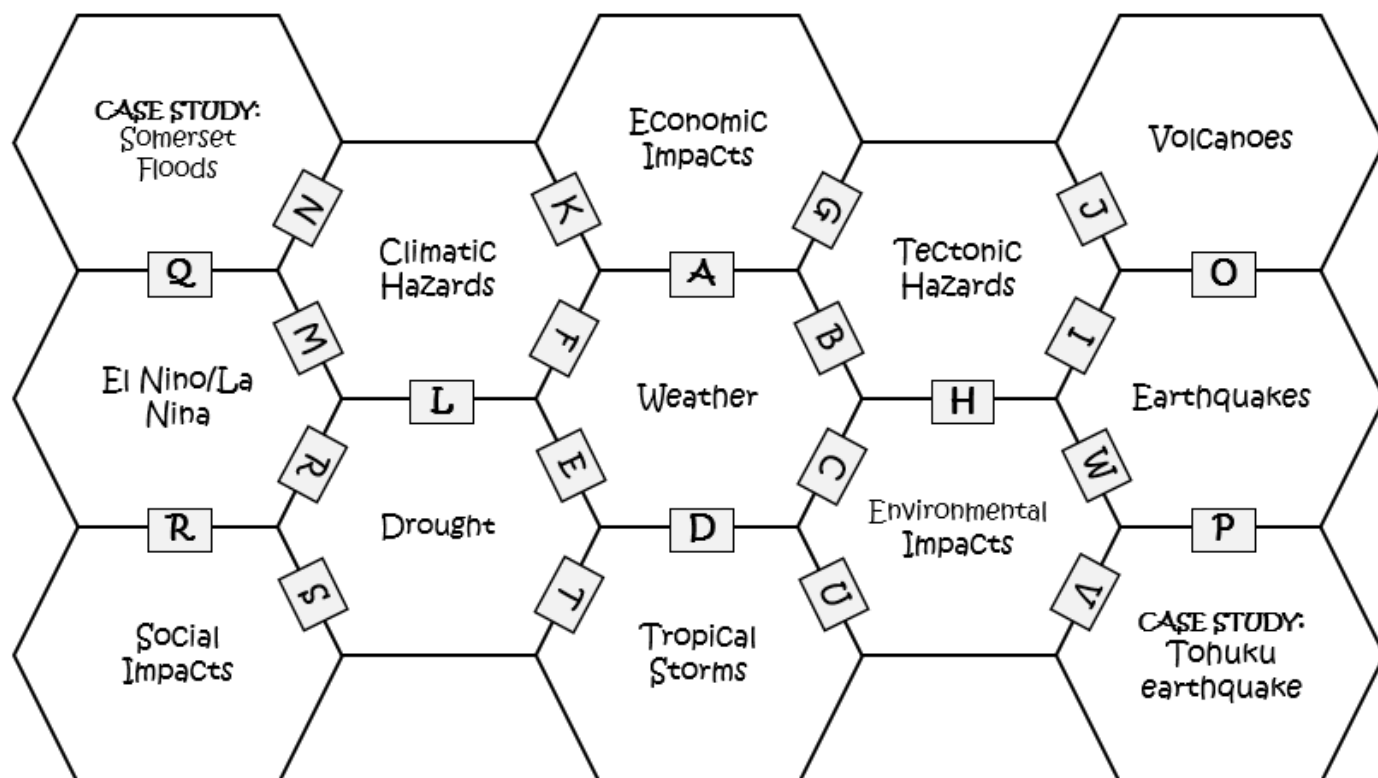 CASE STUDY:
Somerset
Floods
Economic
Impacts
Volcanoes
N
K
G
J
Climatic
Hazards
Tectonic
Hazards
Q
A
O
M
F
B
I
El Nino/La
Nina
L
Weather
H
Earthquakes
R
E
C
W
Drought
Environmental
Impacts
R
D
P
S
T
U
V
Social
Impacts
Tropical
Storms
CASE STUDY:
Tohuku
earthquake